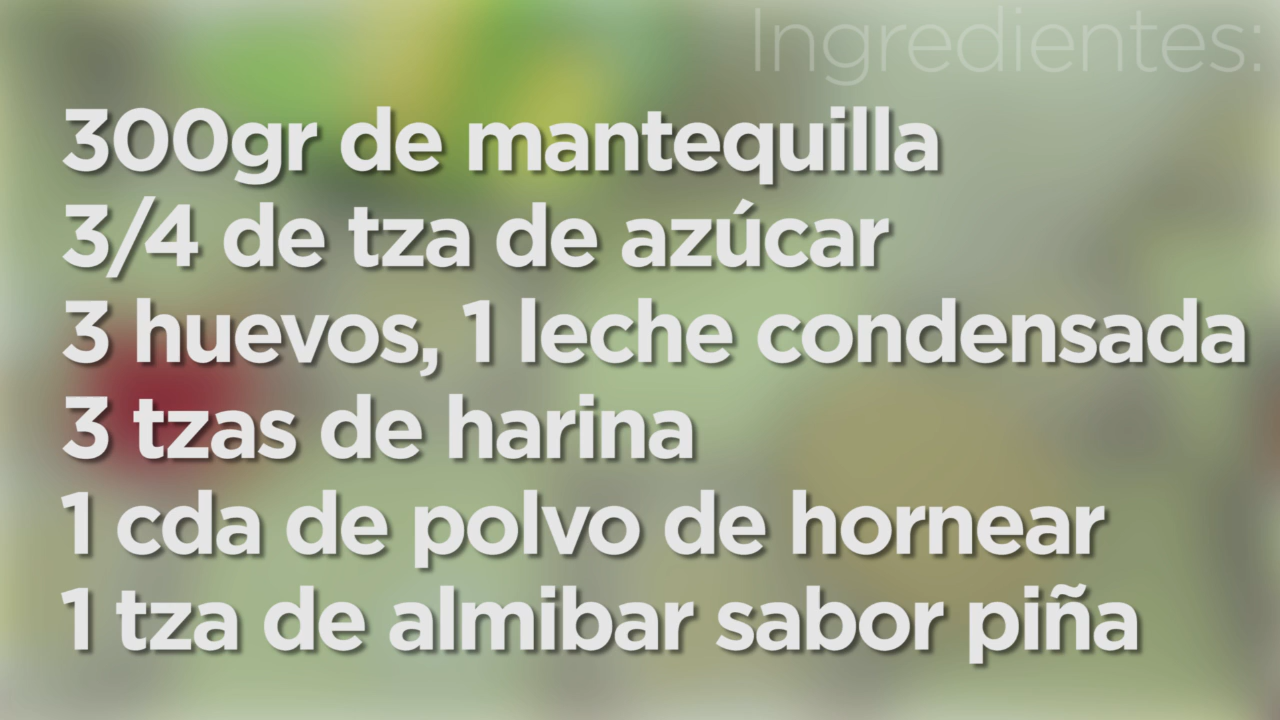 Ingredientes:
300gr de mantequilla
3/4 de tza de azúcar
3 huevos, 1 leche condensada
3 tzas de harina
1 cda de polvo de hornear
1 tza de almibar sabor piña